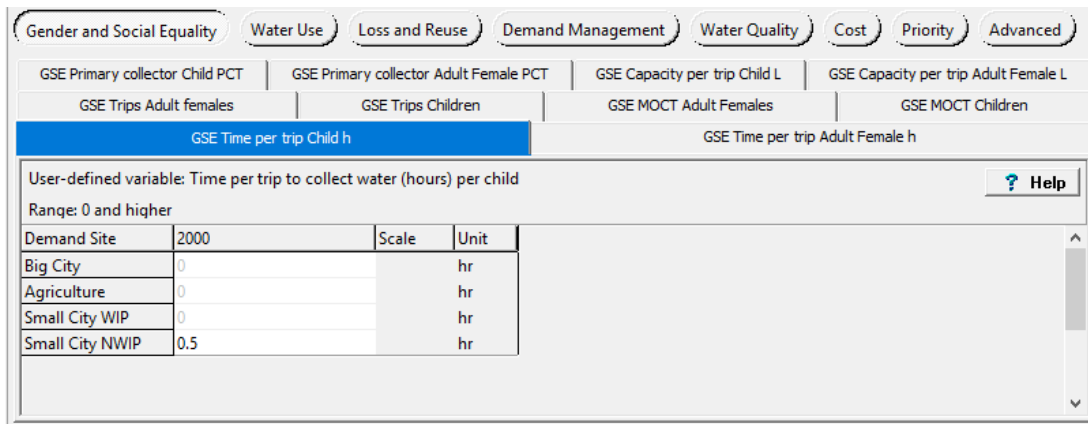 Gender and Social Equality Water Use Loss and Reuse Demand Management Water Quality Cost Priority Advanced
GSE Primary collector Child PCT GSE Primary collector Adult Female PCT GSE Capacity per trip Child L GSE Capacity per trip Adult Female L
GSE Trips Adult females GSE Trips Children GSE MOCT Adult Females GSE MOCT Children
GSE Time per trip Child h GSE Time per trip Adult Female h
User-defined variable: Time per trip to collect water (hours) per child
? Help
Range: 0 and higher
Demand Site 2000 Scale Unit
Big City 0 hr
Agriculture 0 hr
Small City WIP 0 hr
Small City NWIP 0.5 hr